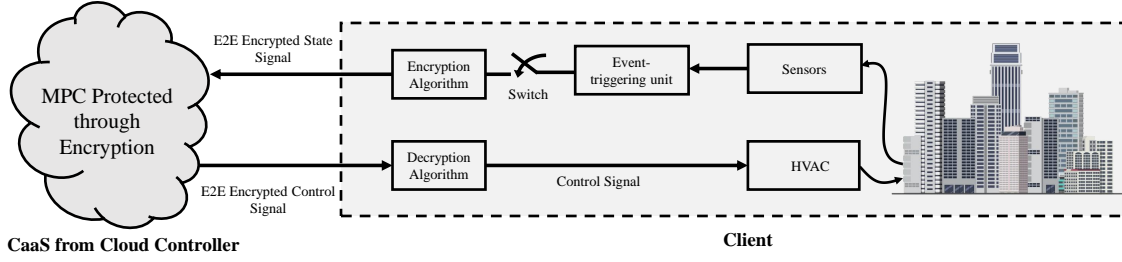 E2E Encrypted State
Signal
MPC Protected
through
Encryption
Encryption
Algorithm
Switch
Event-
triggering unit
Sensors
Decryption
Algorithm
Control Signal
HVAC
E2E Encrypted Control
Signal
CaaS from Cloud Controller
Client